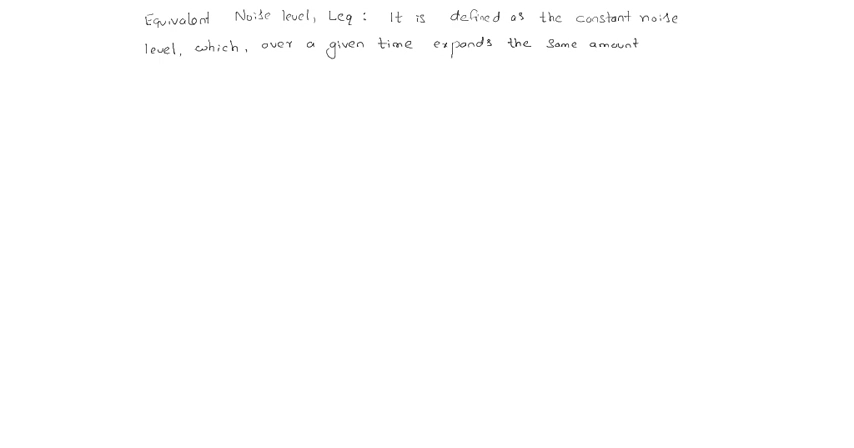 Equivalent Noise level, Leq : It is defined as the constant noise
level, which, over a given time expands the same amount